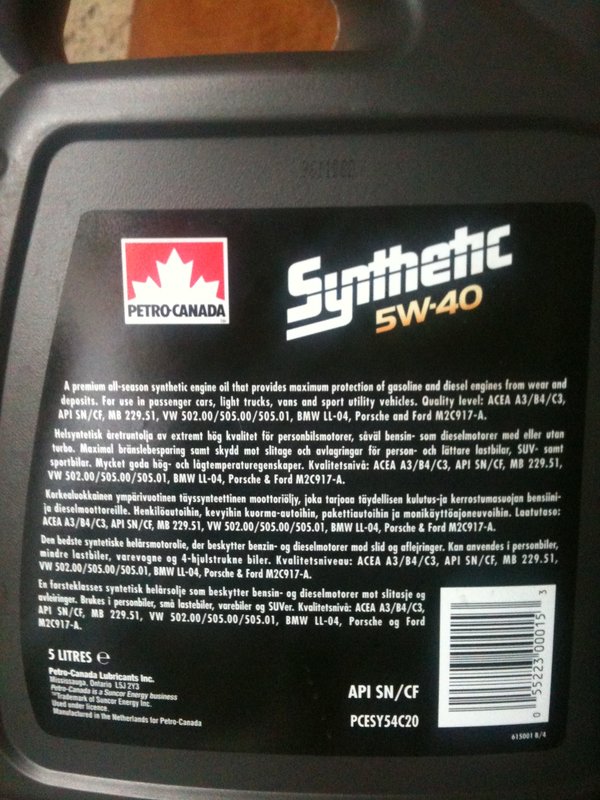 PETRO-CANADA
Synthetic
5W-40
A premium all-season synthetic engine oil that provides maximum protection of gasoline and diesel engines from wear and
deposits. For use in passenger cars, light trucks, vans and sport utility vehicles. Quality level: ACEA A3/B4/C3,
API SN/CF, MB 229.51, VW 502.00/505.00/505.01, BMW LL-04, Porsche and Ford M2C917-A.
Helsyntetisk åretruntolja av extremt hög kvalitet för personbilsmotorer, såväl bensin- som dieselmotorer med eller utan
turbo. Maximal bränslebesparing samt skydd mot slitage och avlagringar för person- och lättare lastbilar, SUV- samt
sportbilar. Mycket goda hög- och lågtemperaturegenskaper. Kvalitetsnivå: ACEA A3/B4/C3, API SN/CF, MB 229.51,
VW 502.00/505.00/505.01, BMW LL-04, Porsche & Ford M2C917-A.
Korkealuokkainen ympärivuotinen täyssynteettinen moottoriöljy, joka tarjoaa täydellisen kulutus-ja kerrostumasuojan bensiini-
ja dieselmoottoreille. Henkilöautoihin, kevyihin kuorma-autoihin, pakettiautoihin ja monikäyttöajoneuvoihin. Laatutaso:
ACEA A3/B4/C3, API SN/CF, MB 229.51, VW 502.00/505.00/505.01, BMW LL-04, Porsche & Ford M2C917-A.
Den bedste syntetiske helårsmotorolie, der beskytter benzin- og dieselmotorer mod slid og aflejringer. Kan anvendes i personbiler,
mindre lastbiler, varevogne og 4-hjulstrukne biler. Kvalitetsniveau: ACEA A3/B4/C3, API SN/CF, MB 229.51,
VW 502.00/505.00/505.01, BMW LL-04, Porsche & Ford M2C917-A.
En førsteklasses syntetisk helårsolje som beskytter bensin- og dieselmotorer mot slitasje og
avleiringer. Brukes i personbiler, små lastebiler, varebiler og SUVer. Kvalitetsnivå: ACEA A3/B4/C3,
API SN/CF, MB 229.51, VW 502.00/505.00/505.01, BMW LL-04, Porsche og Ford
M2C917-A.
5 LITRES e
Petro-Canada Lubricants Inc.
Mississauga, Ontario L5J 2Y3
Petro-Canada is a Suncor Energy business
™Trademark of Suncor Energy Inc.
Used under licence.
Manufactured in the Netherlands for Petro-Canada
API SN/CF
PCESY54C20
0 55223 00015 3
615001 8/4